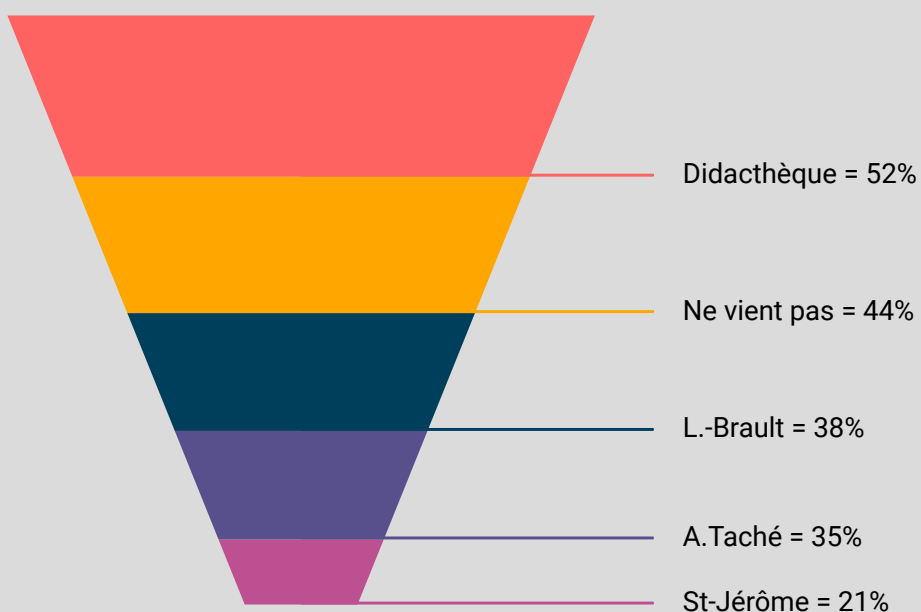 Didacthèque = 52%
Ne vient pas = 44%
L.-Brault = 38%
A.Taché = 35%
St-Jérôme = 21%